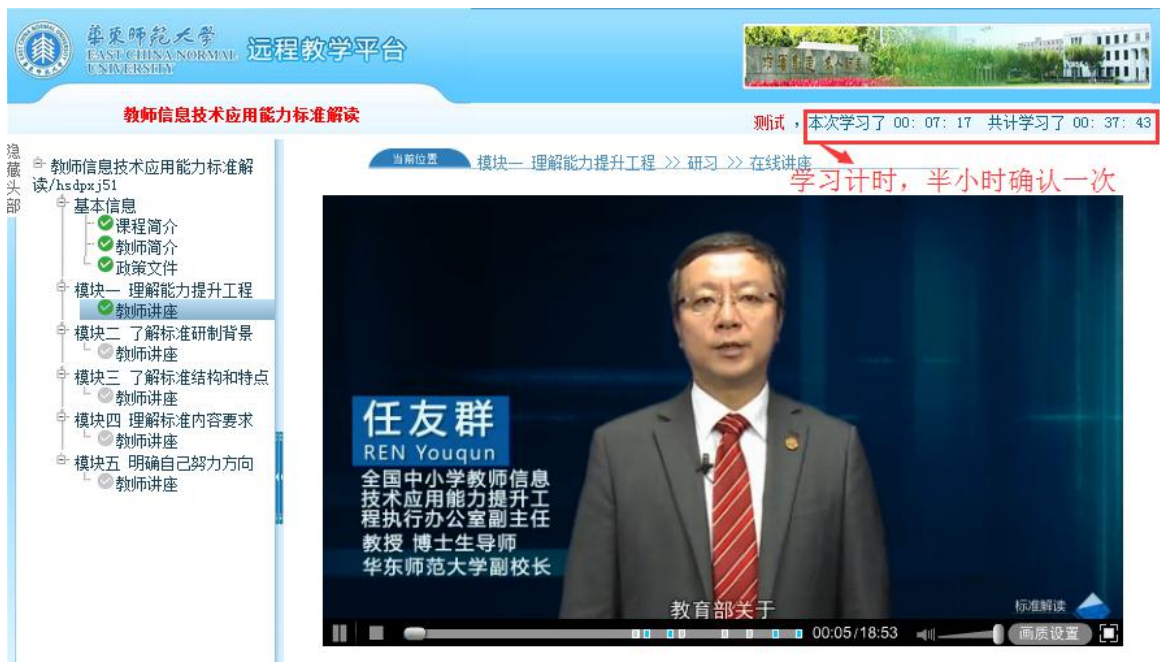 華東師范大学
EAST CHINA NORMAL
UNIVERSITY
远程教学平台
教师信息技术应用能力标准解读
测试 ，本次学习了 00: 07: 17 共计学习了 00: 37: 43
学习计时，半小时确认一次
隐藏头部
教师信息技术应用能力标准解
读/hsdpxj51
基本信息
课程简介
教师简介
政策文件
模块一 理解能力提升工程
教师讲座
模块二 了解标准研制背景
教师讲座
模块三 了解标准结构和特点
教师讲座
模块四 理解标准内容要求
教师讲座
模块五 明确自己努力方向
教师讲座
当前位置
模块一 理解能力提升工程 >> 研习 >> 在线讲座
任友群
REN Youqun
全国中小学教师信息
技术应用能力提升工
程执行办公室副主任
教授 博士生导师
华东师范大学副校长
教育部关于
标准解读
00:05/18:53
画质设置